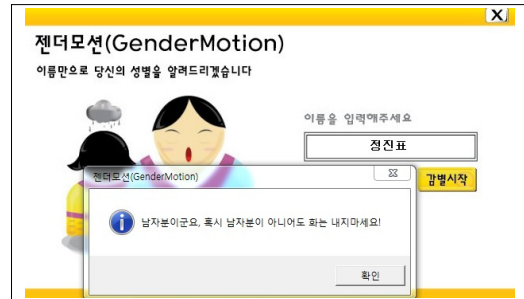 X
젠더모션(GenderMotion)
이름만으로 당신의 성별을 알려드리겠습니다
이름을 입력해주세요
정진표
감별시작
젠더모션(GenderMotion)
남자분이군요, 혹시 남자분이 아니어도 화는 내지마세요!
확인